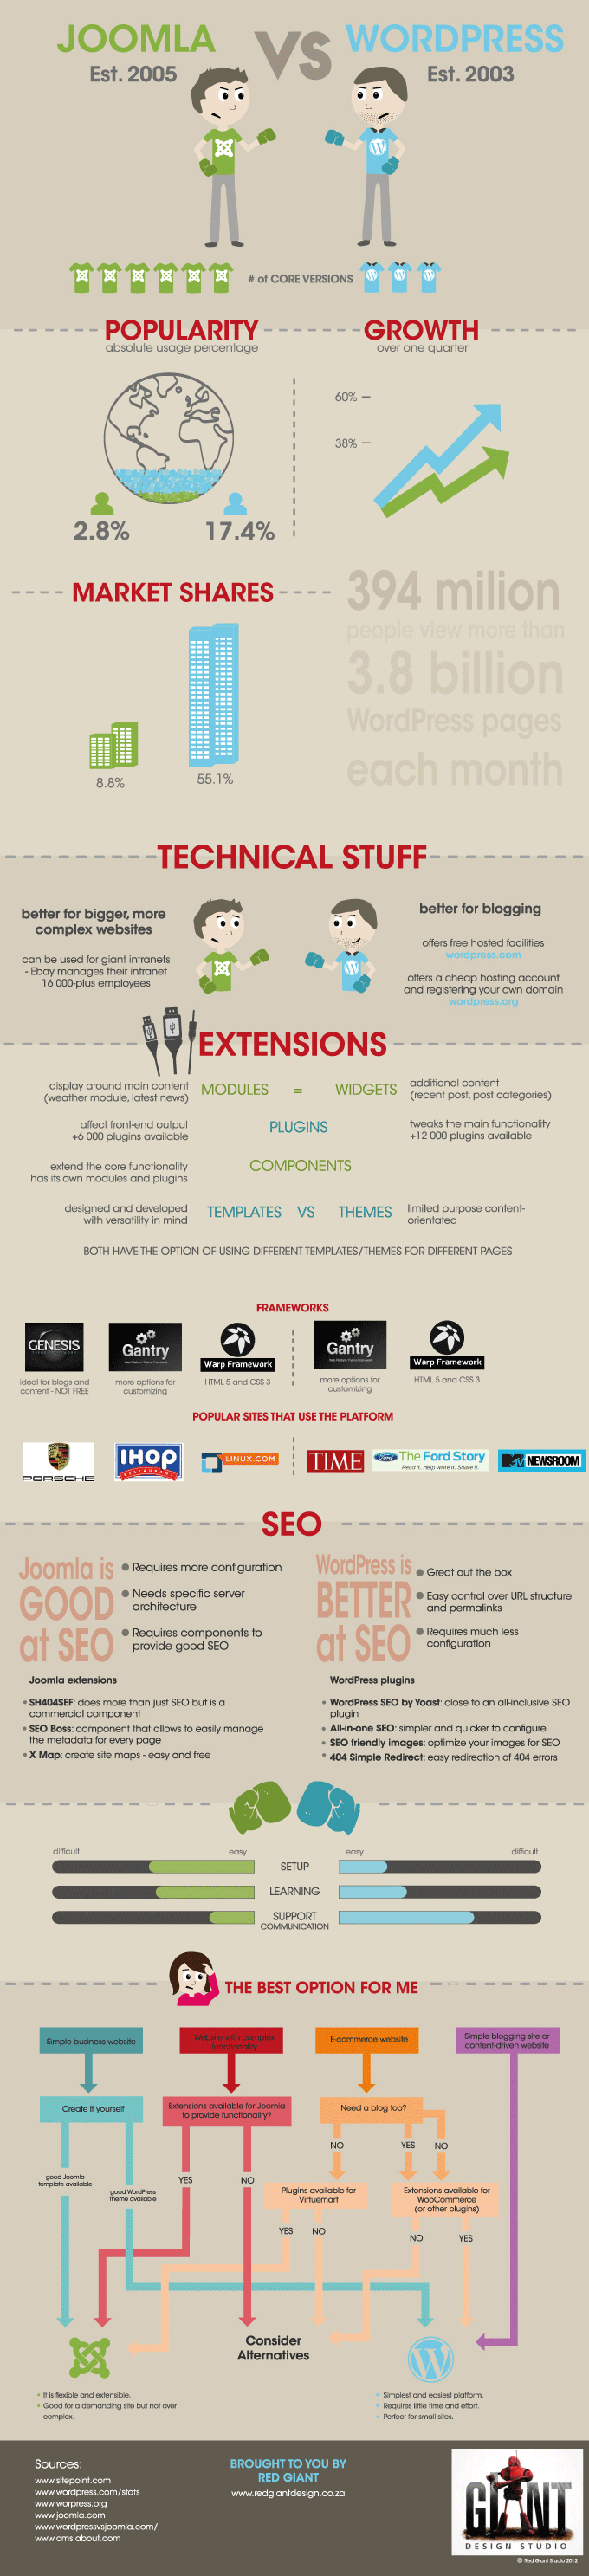 JOOMLA VS WORDPRESS
Est. 2005
Est. 2003
# of CORE VERSIONS
POPULARITY
absolute usage percentage
GROWTH
over one quarter
60%
38%
2.8%
17.4%
MARKET SHARES
8.8%
55.1%
394 milion
people view more than
3.8 billion
WordPress pages
each month
TECHNICAL STUFF
better for bigger, more
complex websites
can be used for giant intranets
- Ebay manages their intranet
16 000-plus employees
better for blogging
offers free hosted facilities
wordpress.com
offers a cheap hosting account
and registering your own domain
wordpress.org
EXTENSIONS
display around main content
(weather module, latest news)
MODULES = WIDGETS
additional content
(recent post, post categories)
affect front-end output
+6 000 plugins available
PLUGINS
tweaks the main functionality
+12 000 plugins available
extend the core functionality
has its own modules and plugins
COMPONENTS
designed and developed
with versatility in mind
TEMPLATES VS THEMES
limited purpose content-
orientated
BOTH HAVE THE OPTION OF USING DIFFERENT TEMPLATES/THEMES FOR DIFFERENT PAGES
FRAMEWORKS
GENESIS
ideal for blogs and
content - NOT FREE
Gantry
more options for
customizing
Warp Framework
HTML 5 and CSS 3
Gantry
more options for
customizing
Warp Framework
HTML 5 and CSS 3
POPULAR SITES THAT USE THE PLATFORM
PORSCHE
IHOP
RESTAURANT
LINUX.COM
TIME
Ford
The Ford Story
Read it. Help write it. Share it.
MTV NEWSROOM
SEO
Joomla is
GOOD
at SEO
• Requires more configuration
• Needs specific server
architecture
• Requires components to
provide good SEO
WordPress is
BETTER
at SEO
• Great out the box
• Easy control over URL structure
and permalinks
• Requires much less
configuration
Joomla extensions
• SH404SEF: does more than just SEO but is a
commercial component
• SEO Boss: component that allows to easily manage
the metadata for every page
• X Map: create site maps - easy and free
WordPress plugins
• WordPress SEO by Yoast: close to an all-inclusive SEO
plugin
• All-in-one SEO: simpler and quicker to configure
• SEO friendly images: optimize your images for SEO
• 404 Simple Redirect: easy redirection of 404 errors
difficult
easy
easy
difficult
SETUP
LEARNING
SUPPORT
COMMUNICATION
THE BEST OPTION FOR ME
Simple business website
Website with complex
functionality
E-commerce website
Simple blogging site or
content-driven website
Create it yourself
Extensions available for Joomla
to provide functionality?
Need a blog too?
NO
YES
NO
good Joomla
template available
good WordPress
theme available
YES
NO
Plugins available for
Virtuemart
Extensions available for
WooCommerce
(or other plugins)
YES
NO
NO
YES
Consider
Alternatives
• It is flexible and extensible.
• Good for a demanding site but not over
complex.
• Simplest and easiest platform.
• Requires little time and effort.
• Perfect for small sites.
Sources:
www.sitepoint.com
www.wordpress.com/stats
www.worpress.org
www.joomla.com
www.wordpressvsjoomla.com/
www.cms.about.com
BROUGHT TO YOU BY
RED GIANT
www.redgiantdesign.co.za
GIANT
DESIGN STUDIO
© Red Giant Studio 2012